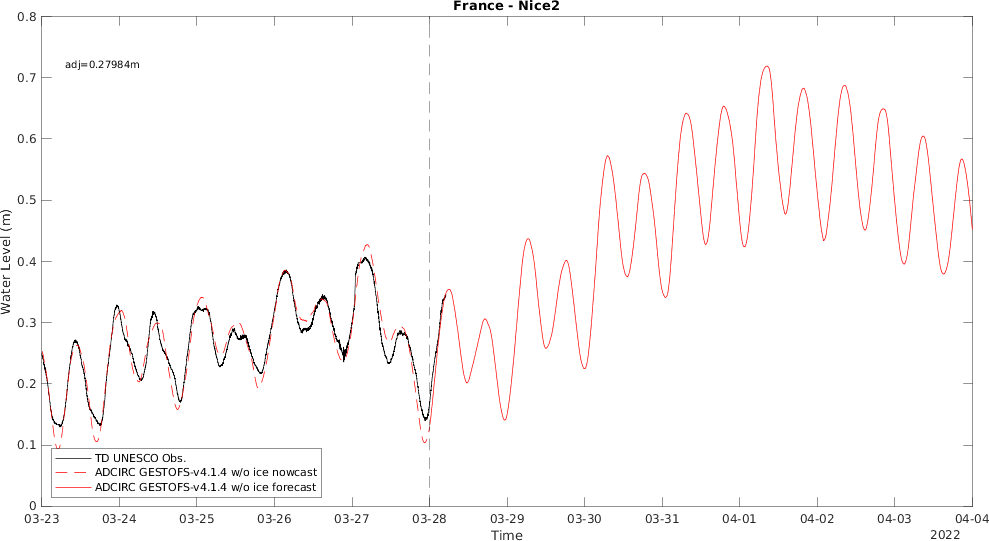 France - Nice2
0.8
0.7
0.6
0.5
0.4
0.3
0.2
0.1
0
Water Level (m)
adj=0.27984m
TD UNESCO Obs.
ADCIRC GESTOFS-v4.1.4 w/o ice nowcast
ADCIRC GESTOFS-v4.1.4 w/o ice forecast
03-23 03-24 03-25 03-26 03-27 03-28 03-29 03-30 03-31 04-01 04-02 04-03 04-04
Time
2022